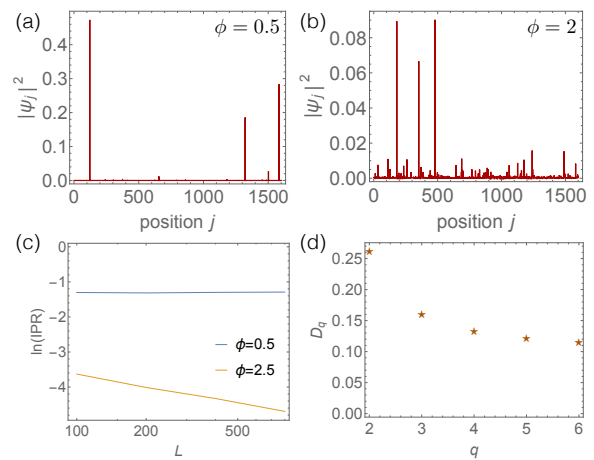 (a)
ϕ = 0.5
|ψj|²
0.4
0.3
0.2
0.1
0.0
0 500 1000 1500
position j
(b)
ϕ = 2
|ψj|²
0.08
0.06
0.04
0.02
0.00
0 500 1000 1500
position j
(c)
ln(IPR)
0
−1
−2
−3
−4
ϕ=0.5
ϕ=2.5
100 200 500
L
(d)
Dq
0.25
0.20
0.15
0.10
0.05
0.00
2 3 4 5 6
q